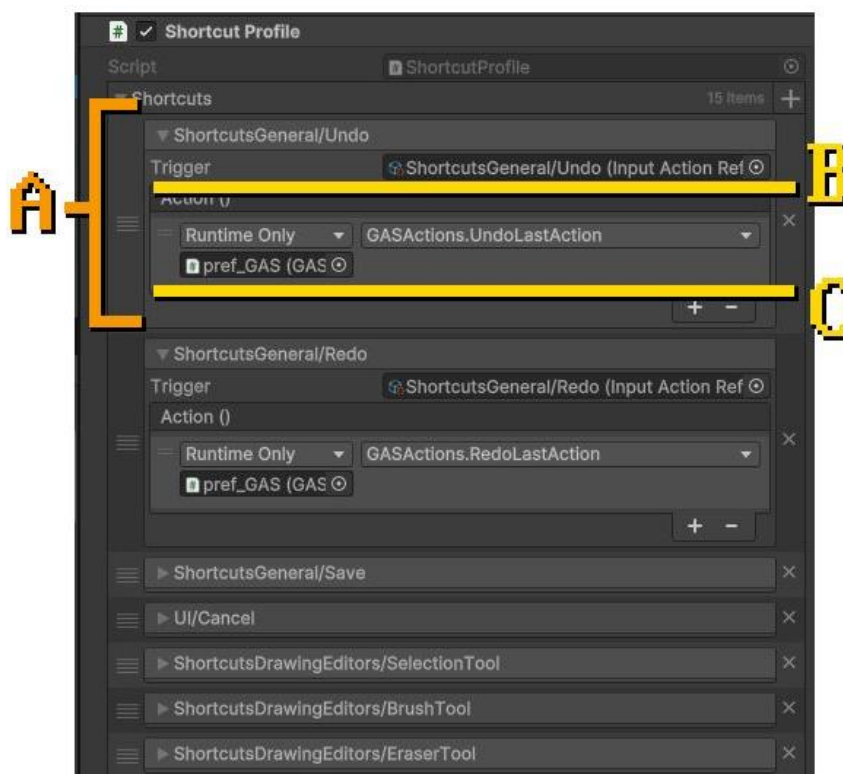 # Shortcut Profile
Script ShortcutProfile
Shortcuts 15 Items +
A
ShortcutsGeneral/Undo
Trigger ShortcutsGeneral/Undo (Input Action Ref
B
Action ()
Runtime Only GASActions.UndoLastAction
pref_GAS (GAS
C
+ −
ShortcutsGeneral/Redo
Trigger ShortcutsGeneral/Redo (Input Action Ref
Action ()
Runtime Only GASActions.RedoLastAction
pref_GAS (GAS
+ −
ShortcutsGeneral/Save
UI/Cancel
ShortcutsDrawingEditors/SelectionTool
ShortcutsDrawingEditors/BrushTool
ShortcutsDrawingEditors/EraserTool